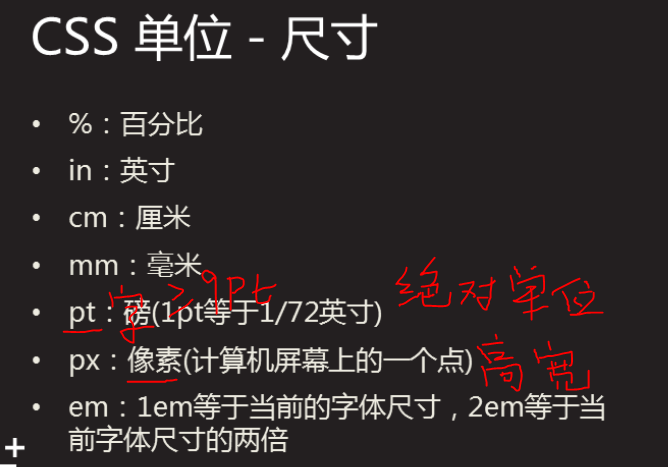 CSS 单位 - 尺寸
• %：百分比
• in：英寸
• cm：厘米
• mm：毫米
字≥9pt 绝对单位
• pt：磅(1pt等于1/72英寸)
• px：像素(计算机屏幕上的一个点) 高宽
• em：1em等于当前的字体尺寸，2em等于当
前字体尺寸的两倍